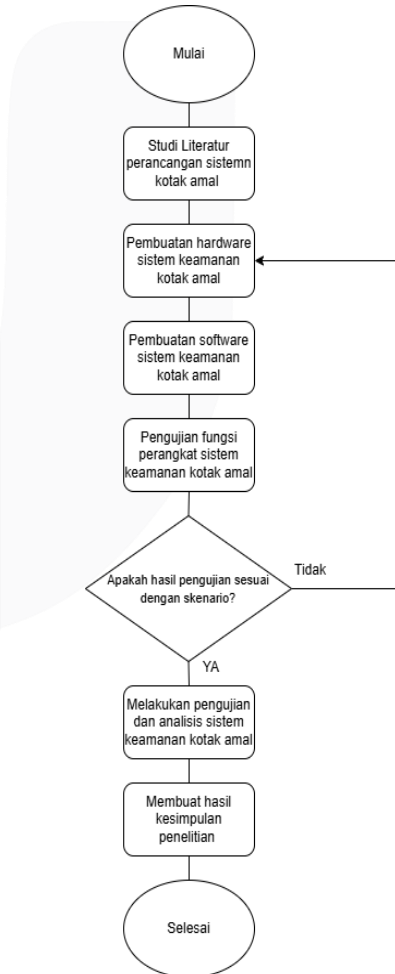 Mulai
Studi Literatur
perancangan sistemn
kotak amal
Pembuatan hardware
sistem keamanan
kotak amal
Pembuatan software
sistem keamanan
kotak amal
Pengujian fungsi
perangkat sistem
keamanan kotak amal
Apakah hasil pengujian sesuai
dengan skenario?
Tidak
YA
Melakukan pengujian
dan analisis sistem
keamanan kotak amal
Membuat hasil
kesimpulan
penelitian
Selesai